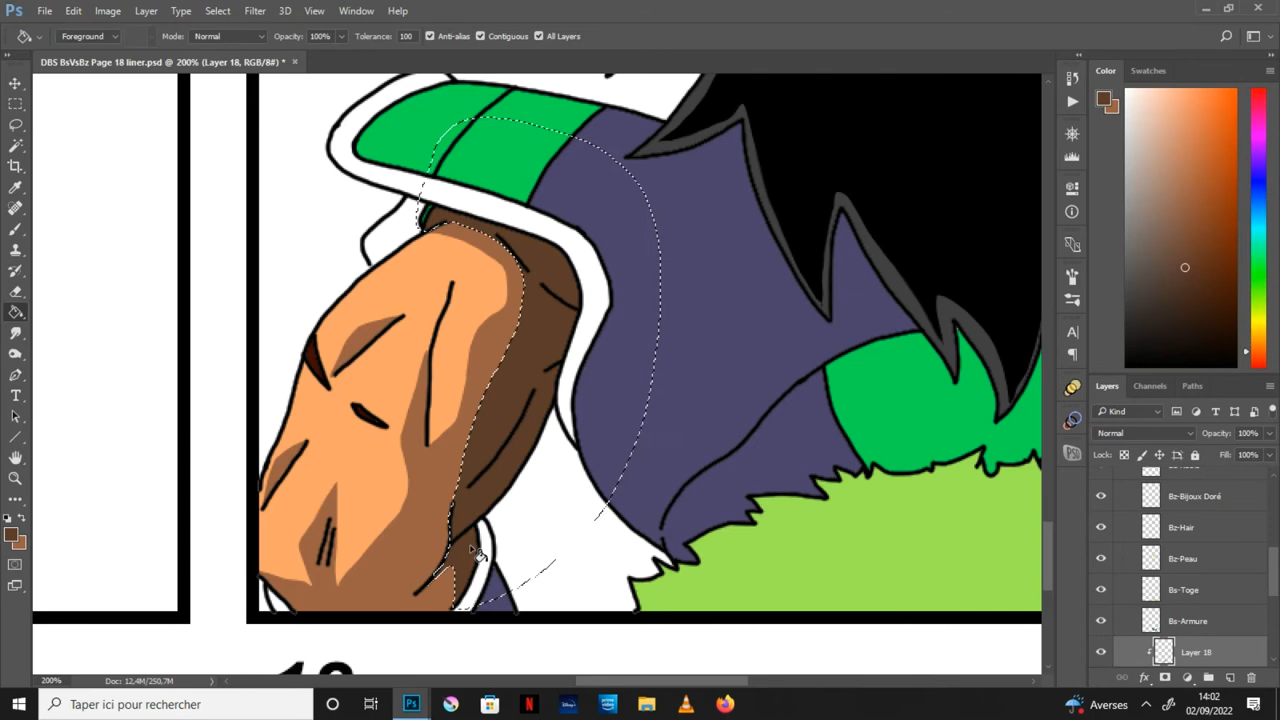 Ps File Edit Image Layer Type Select Filter 3D View Window Help
Foreground Mode: Normal Opacity: 100% Tolerance: 100 Anti-alias Contiguous All Layers
DBS BsVsBz Page 18 liner.psd @ 200% (Layer 18, RGB/8#) * ×
Color Swatches
Layers Channels Paths
Kind
Normal Opacity: 100%
Lock: Fill: 100%
Bz-Bijoux Doré
Bz-Hair
Bz-Peau
Bs-Toge
Bs-Armure
Layer 18
200% Doc: 12,4M/250,7M
Taper ici pour rechercher
Averses
14:02
02/09/2022